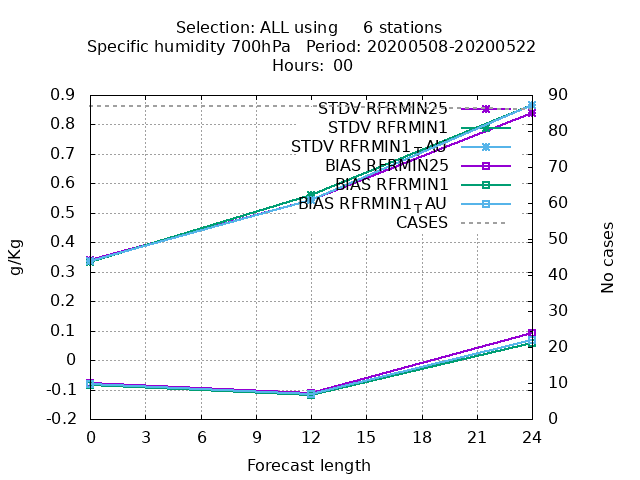 Selection: ALL using     6 stations
Specific humidity 700hPa   Period: 20200508-20200522
Hours: 00
0.9
0.8
0.7
0.6
0.5
0.4
0.3
0.2
0.1
0
-0.1
-0.2
g/Kg
STDV RFRMIN25
STDV RFRMIN1
STDV RFRMIN1_AU
BIAS RFRMIN25
BIAS RFRMIN1
BIAS RFRMIN1_AU
CASES
90
80
70
60
50
40
30
20
10
0
No cases
0 3 6 9 12 15 18 21 24
Forecast length